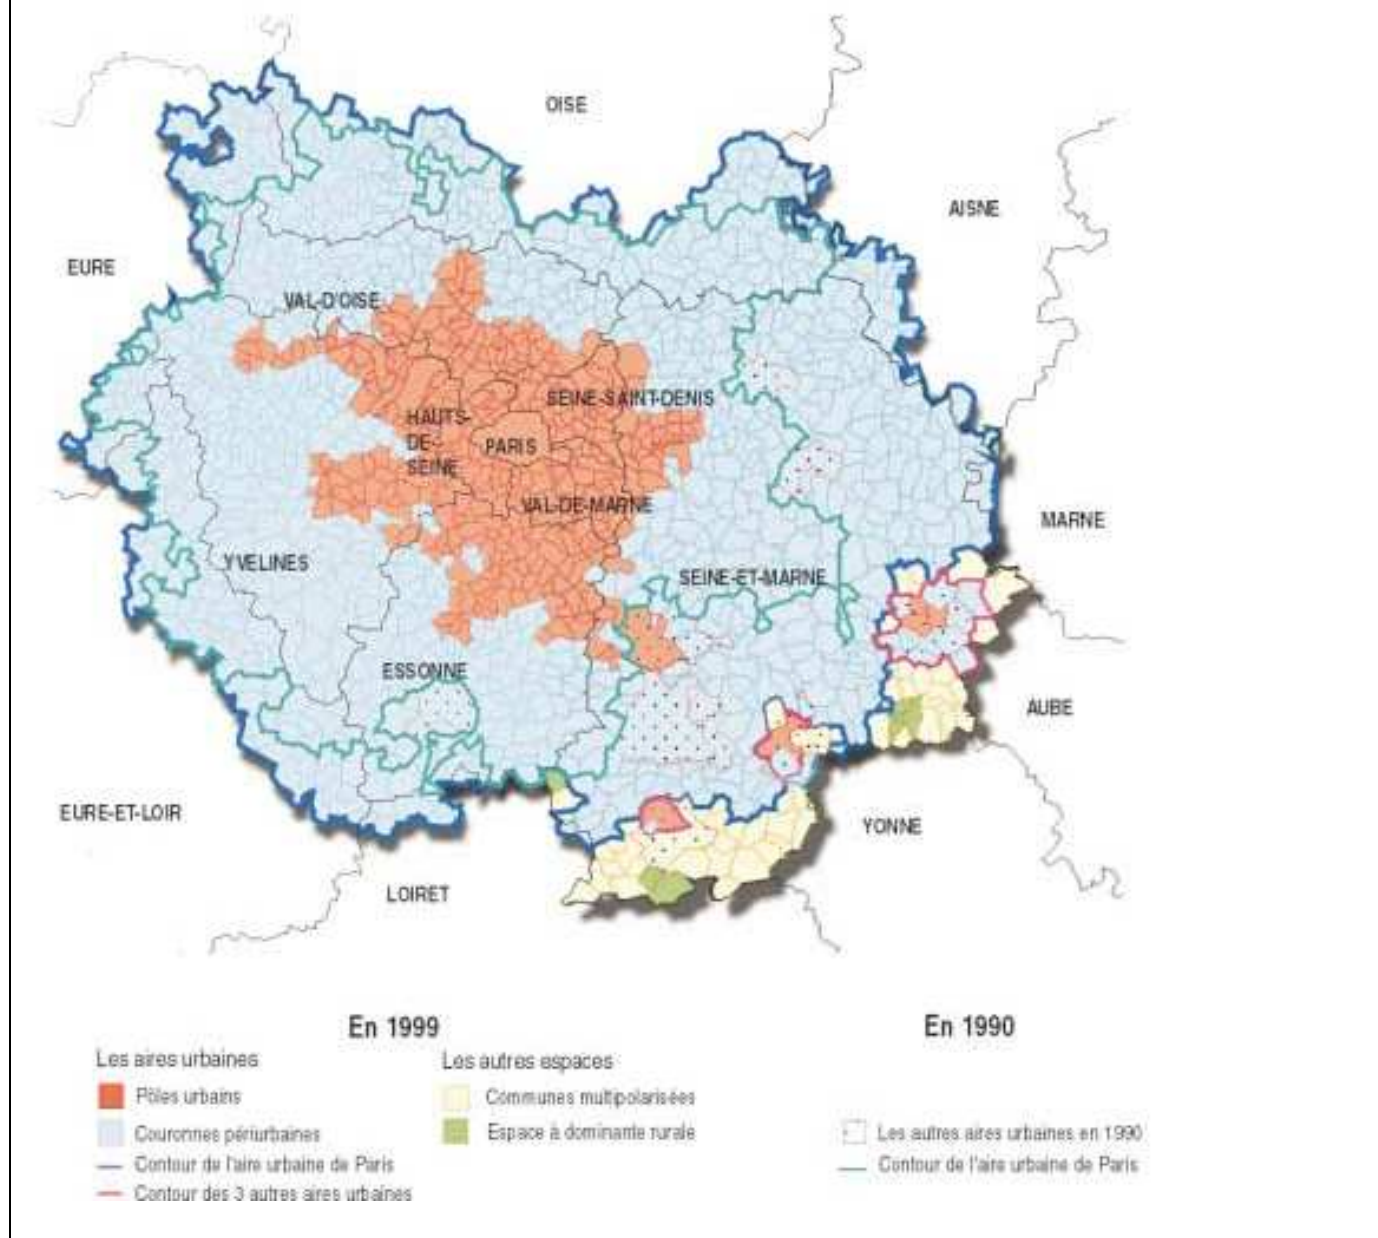 OISE
AISNE
EURE
VAL-D'OISE
SEINE-SAINT-DENIS
HAUTS-
DE-
SEINE
PARIS
VAL-DE-MARNE
MARNE
YVELINES
SEINE-ET-MARNE
ESSONNE
AUBE
EURE-ET-LOIR
YONNE
LOIRET
En 1999
Les aires urbaines
Pôles urbains
Couronnes périurbaines
Contour de l'aire urbaine de Paris
Contour des 3 autres aires urbaines
Les autres espaces
Communes multipolarisées
Espace à dominante rurale
En 1990
Les autres aires urbaines en 1990
Contour de l'aire urbaine de Paris